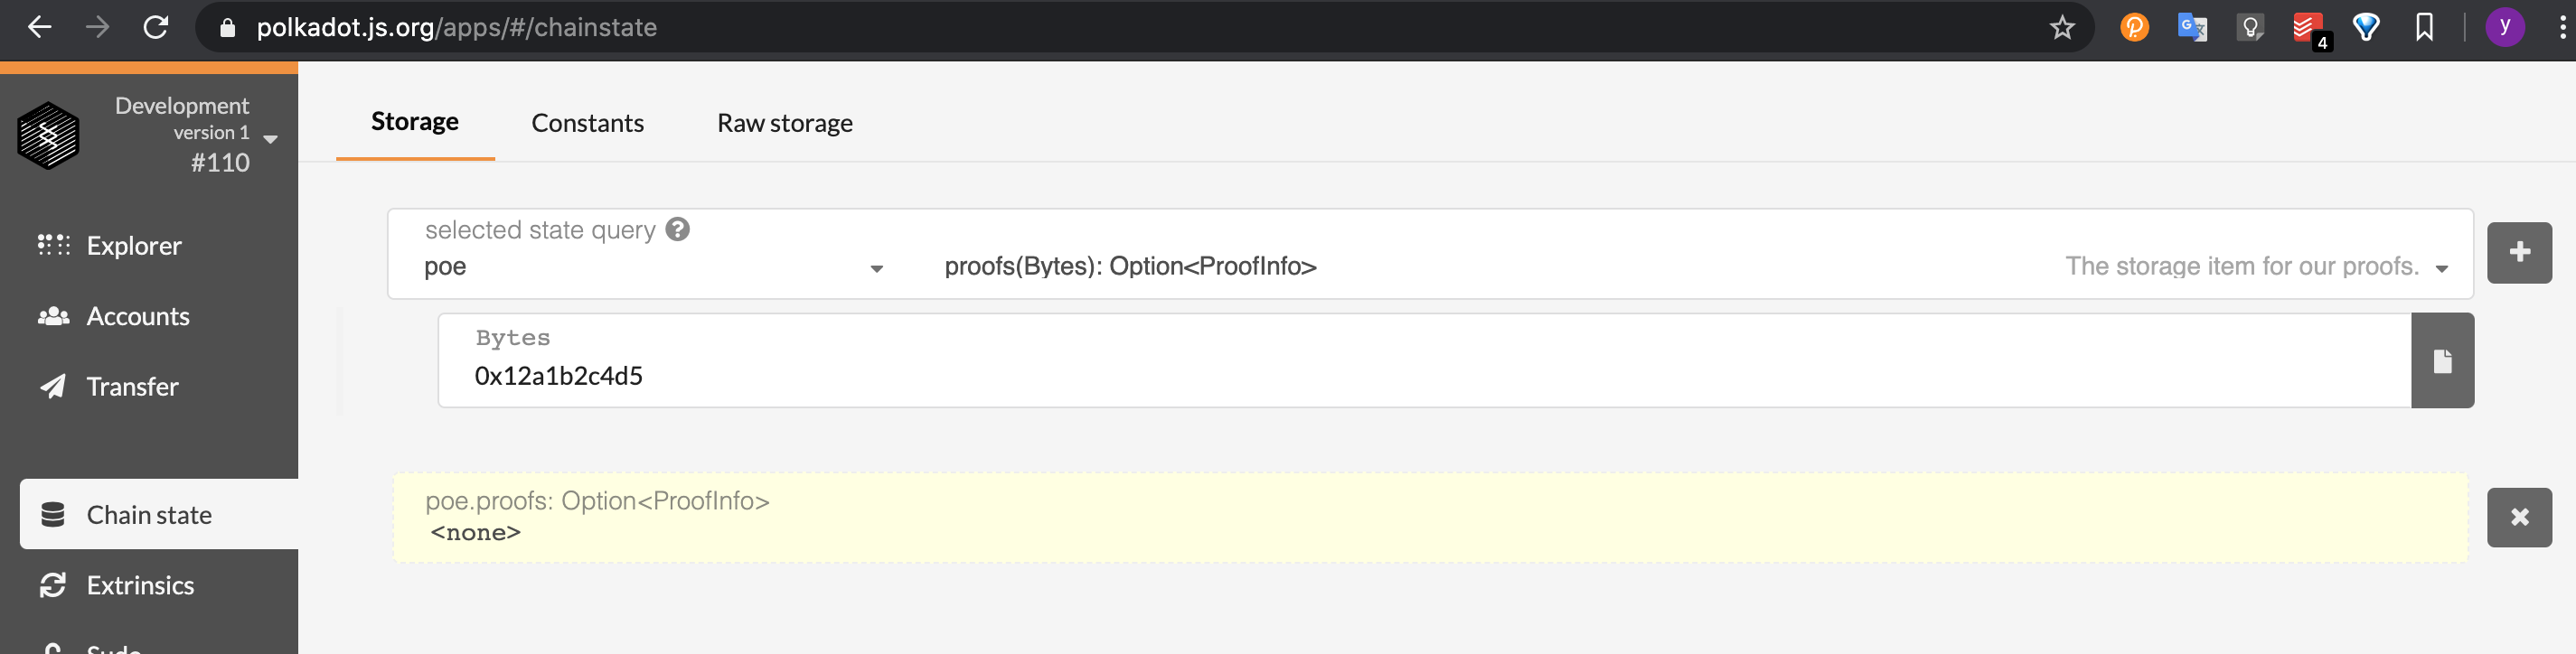 polkadot.js.org/apps/#/chainstate
4
y
Development
version 1
#110
Storage
Constants
Raw storage
selected state query ?
poe
proofs(Bytes): Option<ProofInfo>
The storage item for our proofs.
Bytes
0x12a1b2c4d5
poe.proofs: Option<ProofInfo>
<none>
Explorer
Accounts
Transfer
Chain state
Extrinsics
Sudo